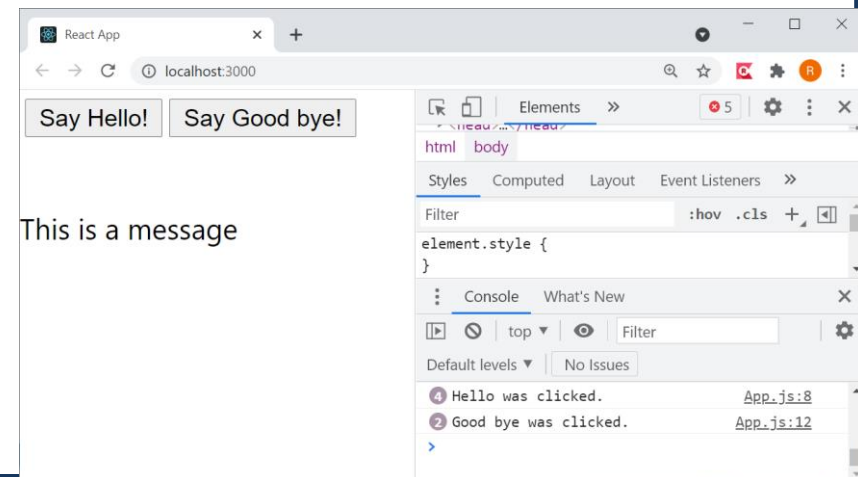 React App
localhost:3000
R
Say Hello! Say Good bye!
This is a message
Elements » 5
<head>…</head>
html body
Styles Computed Layout Event Listeners »
Filter :hov .cls +
element.style {
}
Console What's New
top ▼ Filter
Default levels ▼ No Issues
4 Hello was clicked. App.js:8
2 Good bye was clicked. App.js:12
>